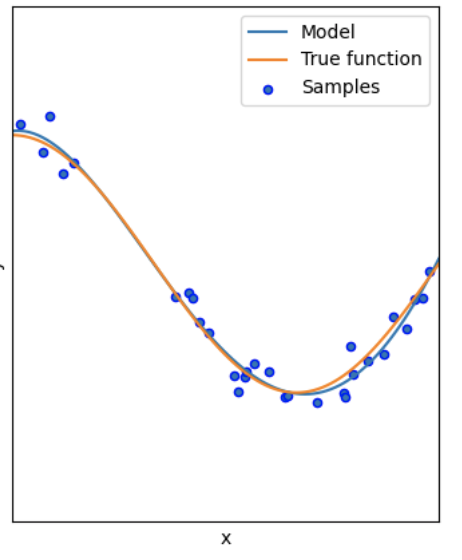 Model
True function
Samples
x